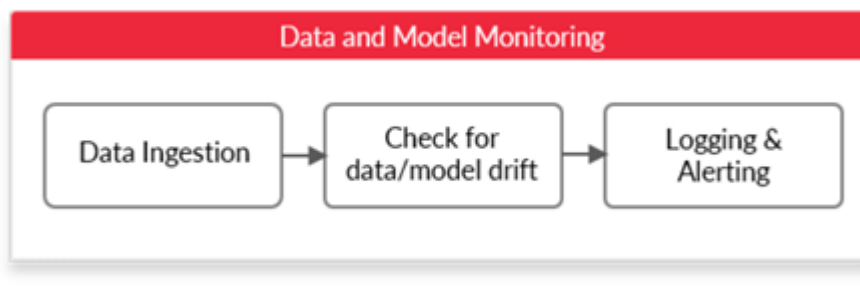 Data and Model Monitoring
Data Ingestion
Check for
data/model drift
Logging &
Alerting